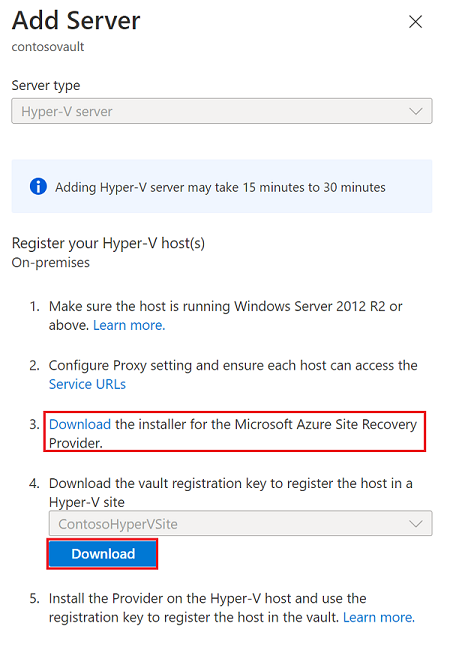 Add Server
contosovault
Server type
Hyper-V server
Adding Hyper-V server may take 15 minutes to 30 minutes
Register your Hyper-V host(s)
On-premises
1. Make sure the host is running Windows Server 2012 R2 or
above. Learn more.
2. Configure Proxy setting and ensure each host can access the
Service URLs
3. Download the installer for the Microsoft Azure Site Recovery
Provider.
4. Download the vault registration key to register the host in a
Hyper-V site
ContosoHyperVSite
Download
5. Install the Provider on the Hyper-V host and use the
registration key to register the host in the vault. Learn more.